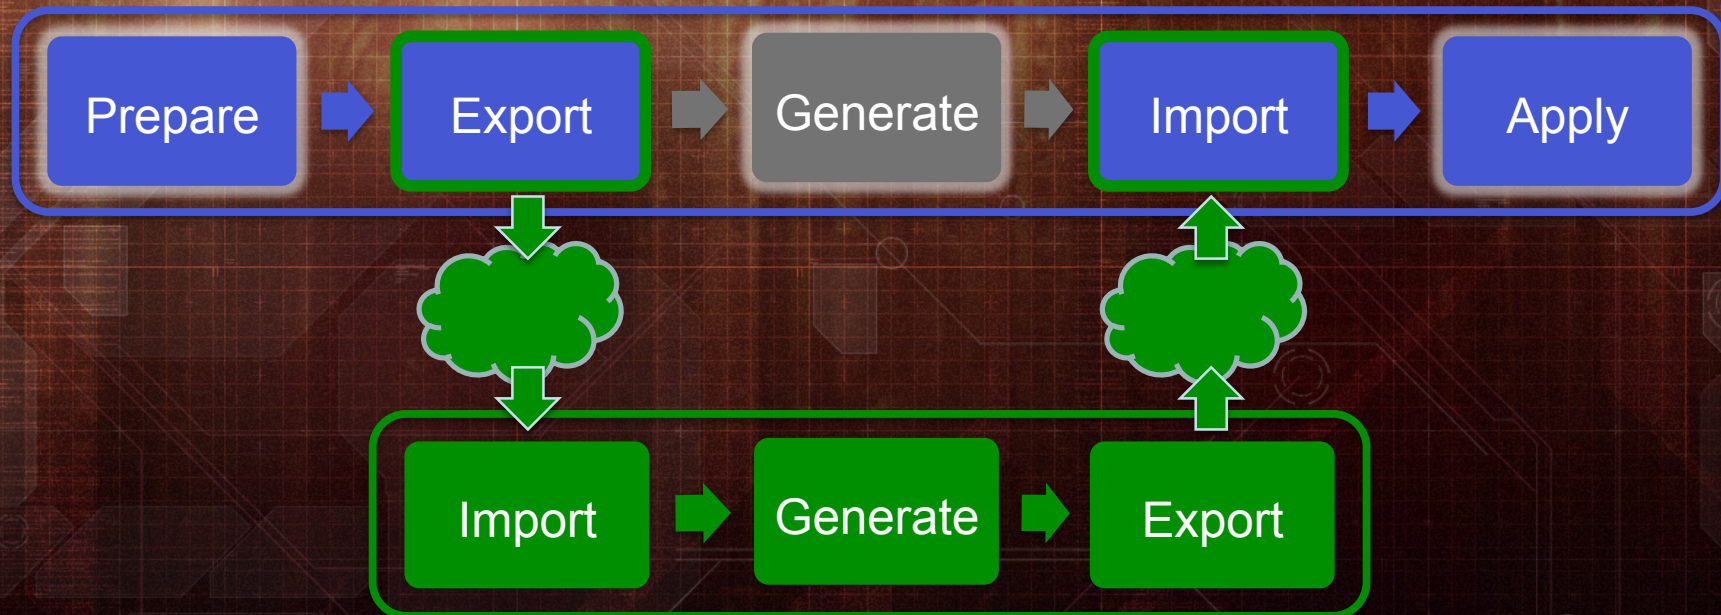 Prepare
Export
Generate
Import
Apply
Import
Generate
Export